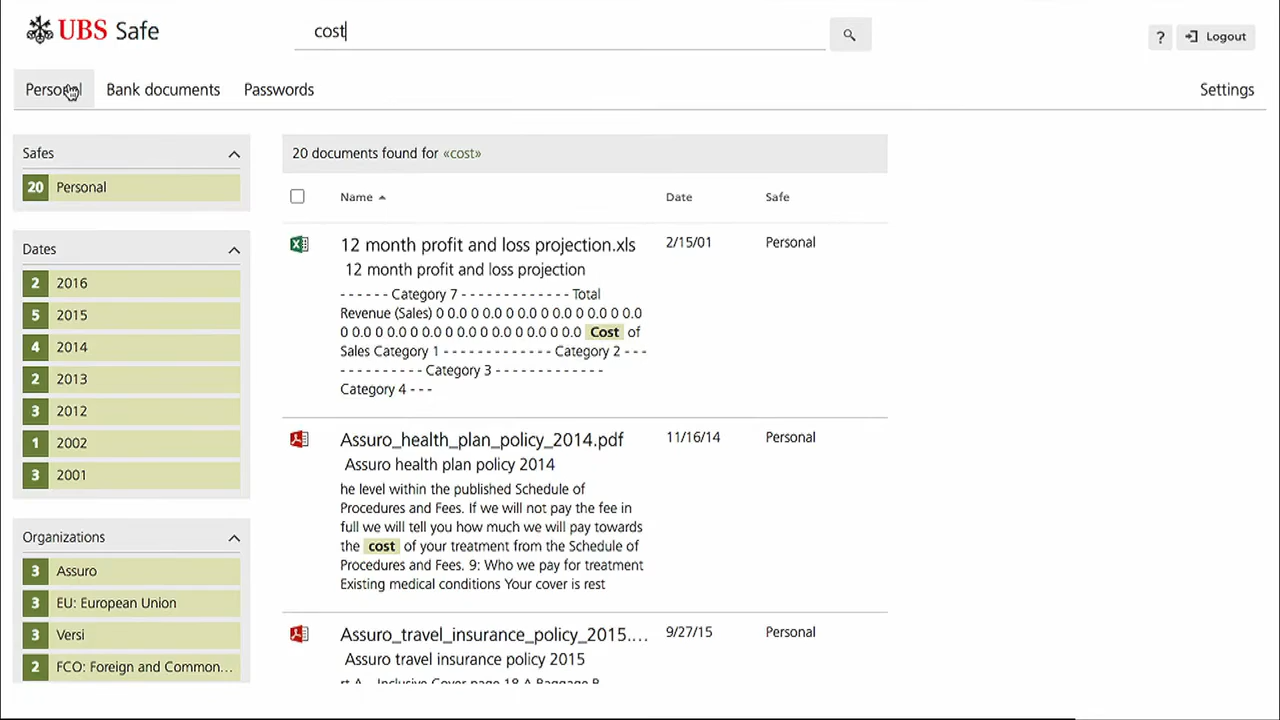 UBS Safe
cost
?
Logout
Personal
Bank documents
Passwords
Settings
Safes
20 Personal
Dates
2 2016
5 2015
4 2014
2 2013
3 2012
1 2002
3 2001
Organizations
3 Assuro
3 EU: European Union
3 Versi
2 FCO: Foreign and Common...
20 documents found for «cost»
Name Date Safe
12 month profit and loss projection.xls 2/15/01 Personal
12 month profit and loss projection
- - - - - - Category 7 - - - - - - - - - - - - - Total
Revenue (Sales) 0 0.0 0 0.0 0 0.0 0 0.0 0 0.0 0 0.0
0 0.0 0 0.0 0 0.0 0 0.0 0 0.0 0 0.0 0 0.0 Cost of
Sales Category 1 - - - - - - - - - - - - - Category 2 - - -
- - - - - - - - - - Category 3 - - - - - - - - - - - - -
Category 4 - - -
Assuro_health_plan_policy_2014.pdf 11/16/14 Personal
Assuro health plan policy 2014
he level within the published Schedule of
Procedures and Fees. If we will not pay the fee in
full we will tell you how much we will pay towards
the cost of your treatment from the Schedule of
Procedures and Fees. 9: Who we pay for treatment
Existing medical conditions Your cover is rest
Assuro_travel_insurance_policy_2015.... 9/27/15 Personal
Assuro travel insurance policy 2015
rt A – Inclusive Cover page 18 A Baggage B